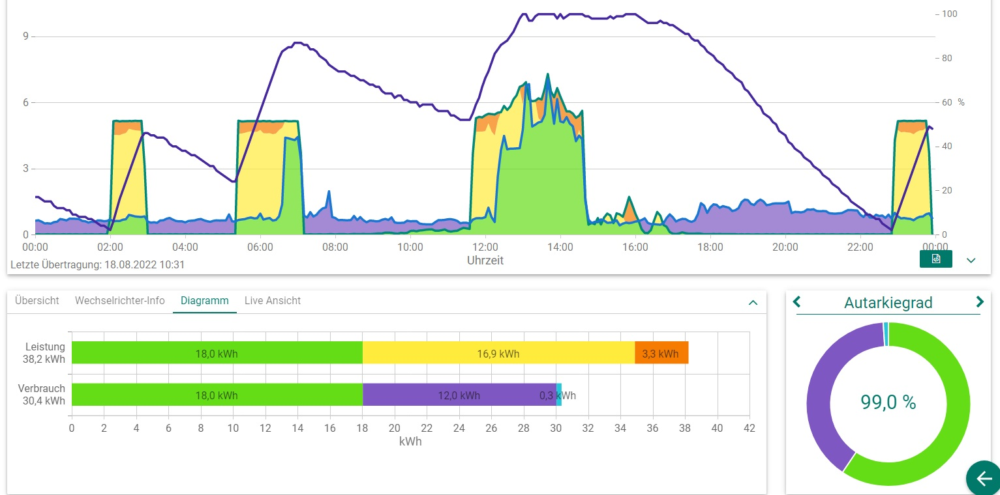 100
9
80
6
60 %
40
3
20
0
0
00:00 02:00 04:00 06:00 08:00 10:00 12:00 14:00 16:00 18:00 20:00 22:00 00:00
Uhrzeit
Letzte Übertragung: 18.08.2022 10:31
Übersicht Wechselrichter-Info Diagramm Live Ansicht
Leistung
38,2 kWh
18,0 kWh 16,9 kWh 3,3 kWh
Verbrauch
30,4 kWh
18,0 kWh 12,0 kWh 0,3 kWh
0 2 4 6 8 10 12 14 16 18 20 22 24 26 28 30 32 34 36 38 40 42
kWh
Autarkiegrad
99,0 %